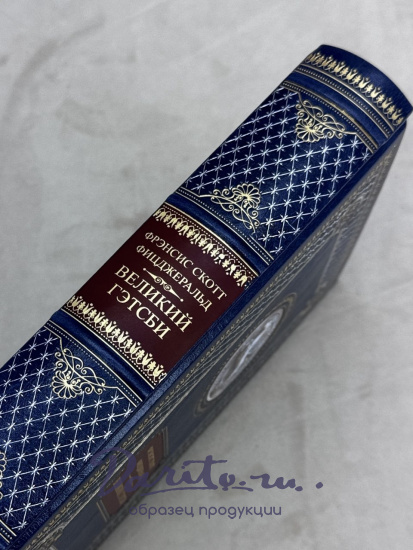 ФРЭНСИС СКОТТ
ФИЦДЖЕРАЛЬД
ВЕЛИКИЙ
ГЭТСБИ
образец продукции